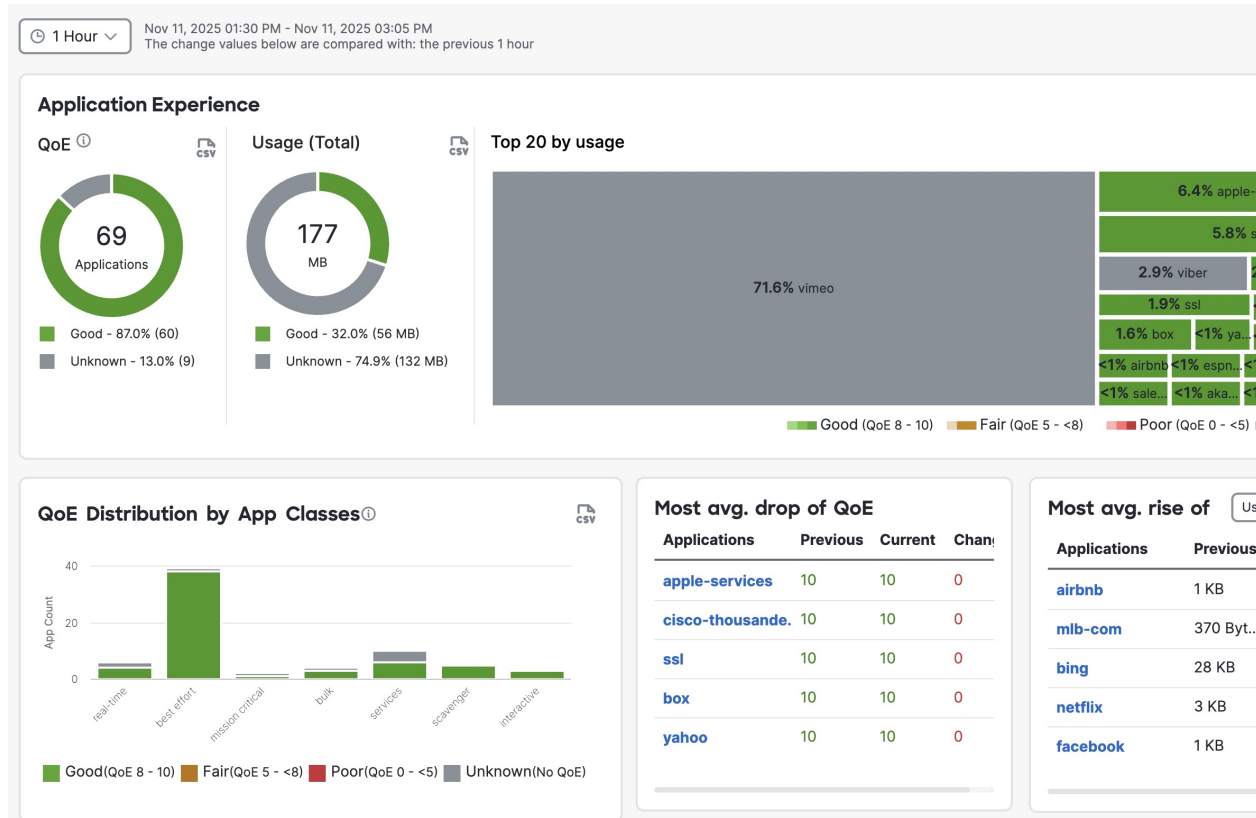 1 Hour
Nov 11, 2025 01:30 PM - Nov 11, 2025 03:05 PM
The change values below are compared with: the previous 1 hour
Application Experience
QoE
CSV
Usage (Total)
CSV
Top 20 by usage
69
Applications
Good - 87.0% (60)
Unknown - 13.0% (9)
177
MB
Good - 32.0% (56 MB)
Unknown - 74.9% (132 MB)
71.6% vimeo
6.4% apple-
5.8% s
2.9% viber
1.9% ssl
1.6% box
<1% ya...
<1% airbnb
<1% espn...
<1% sale...
<1% aka...
Good (QoE 8 - 10)
Fair (QoE 5 - <8)
Poor (QoE 0 - <5)
QoE Distribution by App Classes
CSV
App Count
40
20
0
real-time
best effort
mission critical
bulk
services
scavenger
interactive
Good(QoE 8 - 10)
Fair(QoE 5 - <8)
Poor(QoE 0 - <5)
Unknown(No QoE)
Most avg. drop of QoE
Applications Previous Current Chang
apple-services 10 10 0
cisco-thousande. 10 10 0
ssl 10 10 0
box 10 10 0
yahoo 10 10 0
Most avg. rise of Us
Applications Previous
airbnb 1 KB
mlb-com 370 Byt..
bing 28 KB
netflix 3 KB
facebook 1 KB